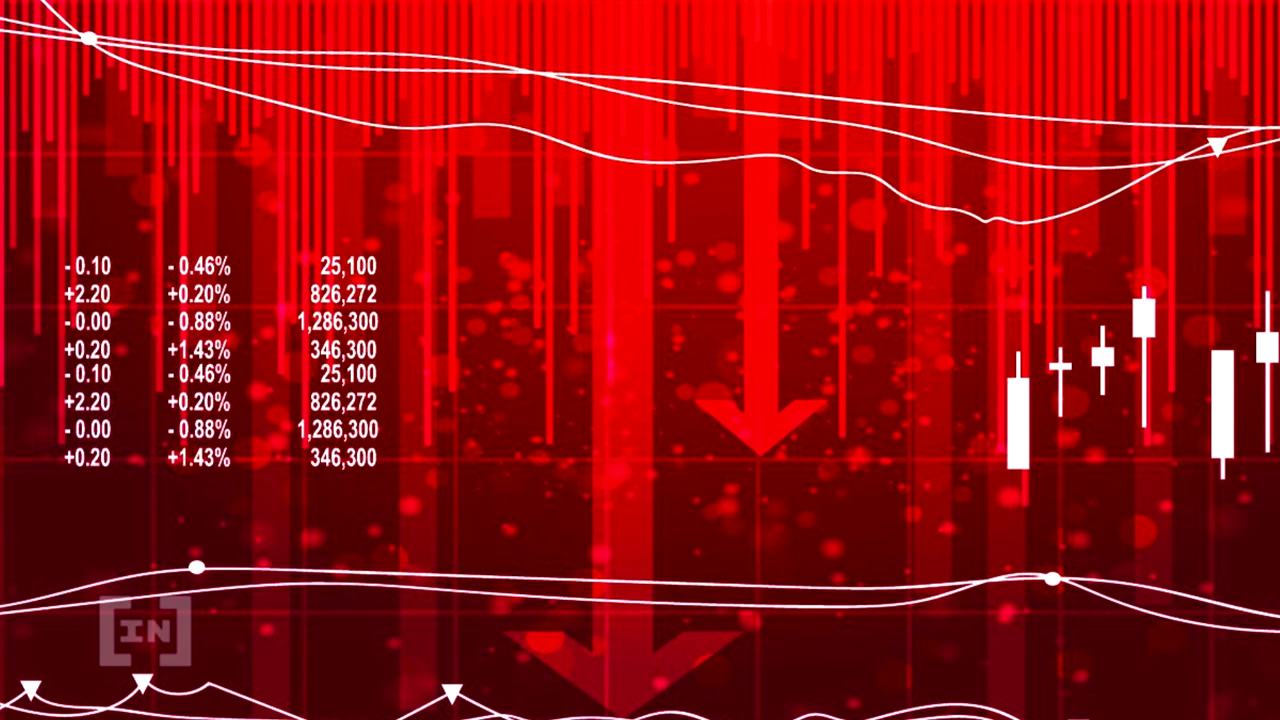 - 0.10 - 0.46% 25,100
+2.20 +0.20% 826,272
- 0.00 - 0.88% 1,286,300
+0.20 +1.43% 346,300
- 0.10 - 0.46% 25,100
+2.20 +0.20% 826,272
- 0.00 - 0.88% 1,286,300
+0.20 +1.43% 346,300
[IN]